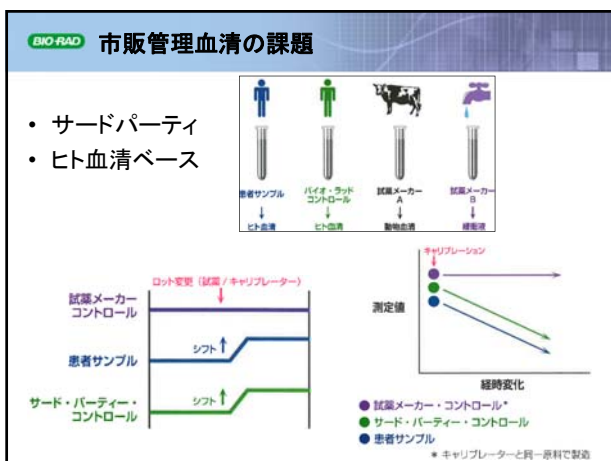 BIO-RAD 市販管理血清の課題
• サードパーティ
• ヒト血清ベース
患者サンプル
↓
ヒト血清
バイオ・ラッド
コントロール
↓
ヒト血清
試薬メーカー
A
↓
動物血清
試薬メーカー
B
↓
緩衝液
ロット変更（試薬 / キャリブレーター）
↓
試薬メーカー
コントロール
患者サンプル
シフト↑
サード・パーティー・
コントロール
シフト↑
キャリブレーション
↓
測定値
経時変化
● 試薬メーカー・コントロール*
● サード・パーティー・コントロール
● 患者サンプル
* キャリブレーターと同一原料で製造